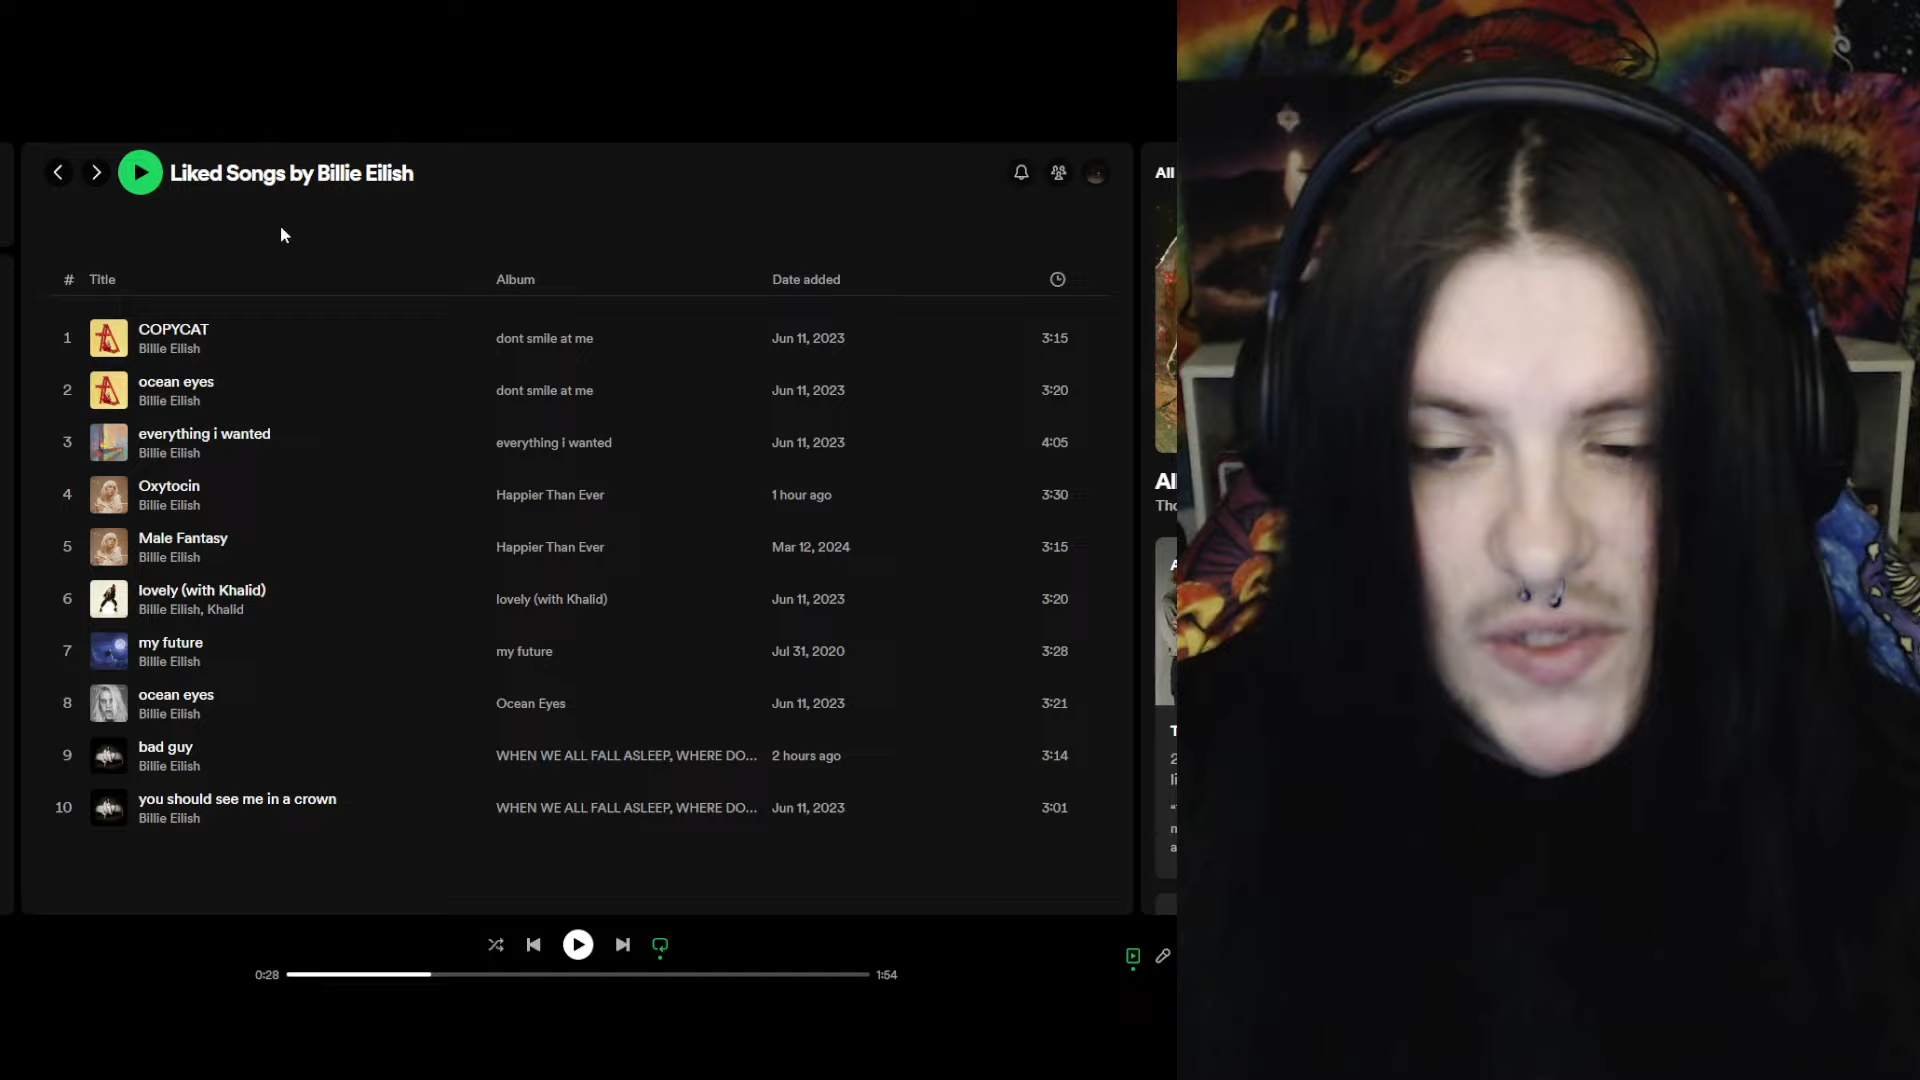 Liked Songs by Billie Eilish
All
# Title Album Date added
1 COPYCAT dont smile at me Jun 11, 2023 3:15
Billie Eilish
2 ocean eyes dont smile at me Jun 11, 2023 3:20
Billie Eilish
3 everything i wanted everything i wanted Jun 11, 2023 4:05
Billie Eilish
4 Oxytocin Happier Than Ever 1 hour ago 3:30
Billie Eilish
5 Male Fantasy Happier Than Ever Mar 12, 2024 3:15
Billie Eilish
6 lovely (with Khalid) lovely (with Khalid) Jun 11, 2023 3:20
Billie Eilish, Khalid
7 my future my future Jul 31, 2020 3:28
Billie Eilish
8 ocean eyes Ocean Eyes Jun 11, 2023 3:21
Billie Eilish
9 bad guy WHEN WE ALL FALL ASLEEP, WHERE DO... 2 hours ago 3:14
Billie Eilish
10 you should see me in a crown WHEN WE ALL FALL ASLEEP, WHERE DO... Jun 11, 2023 3:01
Billie Eilish
0:28 1:54